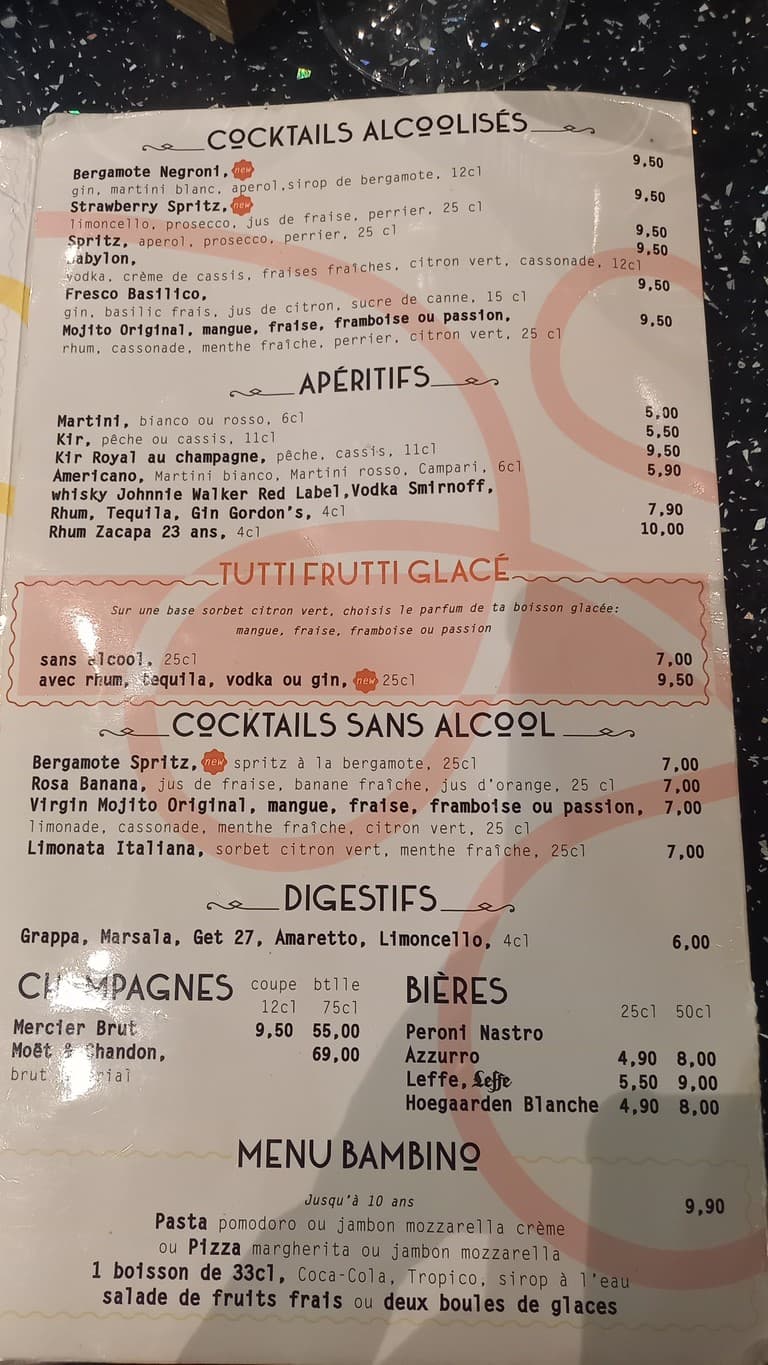 COCKTAILS ALCOOLISÉS
Bergamote Negroni, new 9,50
gin, martini blanc, aperol,sirop de bergamote, 12cl
Strawberry Spritz, new 9,50
limoncello, prosecco, jus de fraise, perrier, 25 cl
Spritz, aperol, prosecco, perrier, 25 cl 9,50
Babylon, 9,50
vodka, crème de cassis, fraises fraîches, citron vert, cassonade, 12cl
Fresco Basilico, 9,50
gin, basilic frais, jus de citron, sucre de canne, 15 cl
Mojito Original, mangue, fraise, framboise ou passion, 9,50
rhum, cassonade, menthe fraîche, perrier, citron vert, 25 cl
APÉRITIFS
Martini, bianco ou rosso, 6cl 5,00
Kir, pêche ou cassis, 11cl 5,50
Kir Royal au champagne, pêche, cassis, 11cl 9,50
Americano, Martini bianco, Martini rosso, Campari, 6cl 5,90
whisky Johnnie Walker Red Label,Vodka Smirnoff,
Rhum, Tequila, Gin Gordon's, 4cl 7,90
Rhum Zacapa 23 ans, 4cl 10,00
TUTTI FRUTTI GLACÉ
Sur une base sorbet citron vert, choisis le parfum de ta boisson glacée:
mangue, fraise, framboise ou passion
sans alcool, 25cl 7,00
avec rhum, tequila, vodka ou gin, new 25cl 9,50
COCKTAILS SANS ALCOOL
Bergamote Spritz, new spritz à la bergamote, 25cl 7,00
Rosa Banana, jus de fraise, banane fraîche, jus d'orange, 25 cl 7,00
Virgin Mojito Original, mangue, fraise, framboise ou passion, 7,00
limonade, cassonade, menthe fraîche, citron vert, 25 cl
Limonata Italiana, sorbet citron vert, menthe fraîche, 25cl 7,00
DIGESTIFS
Grappa, Marsala, Get 27, Amaretto, Limoncello, 4cl 6,00
CHAMPAGNES coupe btlle
12cl 75cl
Mercier Brut 9,50 55,00
Moët & Chandon, 69,00
brut
BIÈRES
25cl 50cl
Peroni Nastro
Azzurro 4,90 8,00
Leffe, Leffe 5,50 9,00
Hoegaarden Blanche 4,90 8,00
MENU BAMBINO
Jusqu'à 10 ans 9,90
Pasta pomodoro ou jambon mozzarella crème
ou Pizza margherita ou jambon mozzarella
1 boisson de 33cl, Coca-Cola, Tropico, sirop à l'eau
salade de fruits frais ou deux boules de glaces